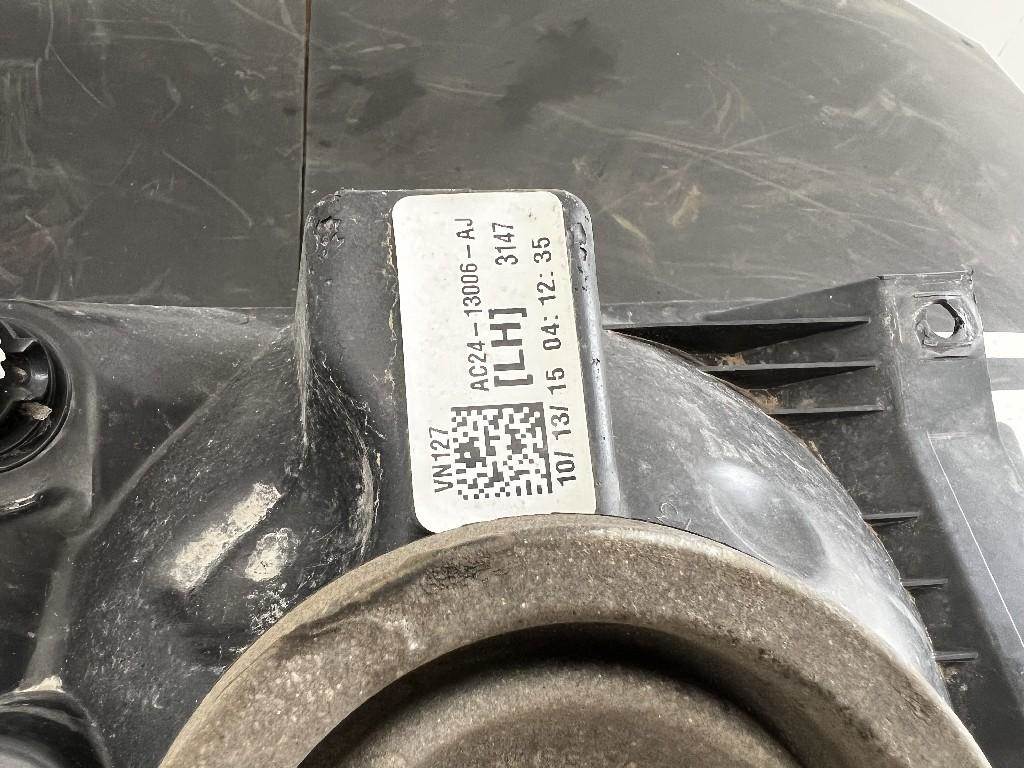 VN127 AC24-13006-AJ
[LH] 3147
10/ 13/ 15 04: 12: 35